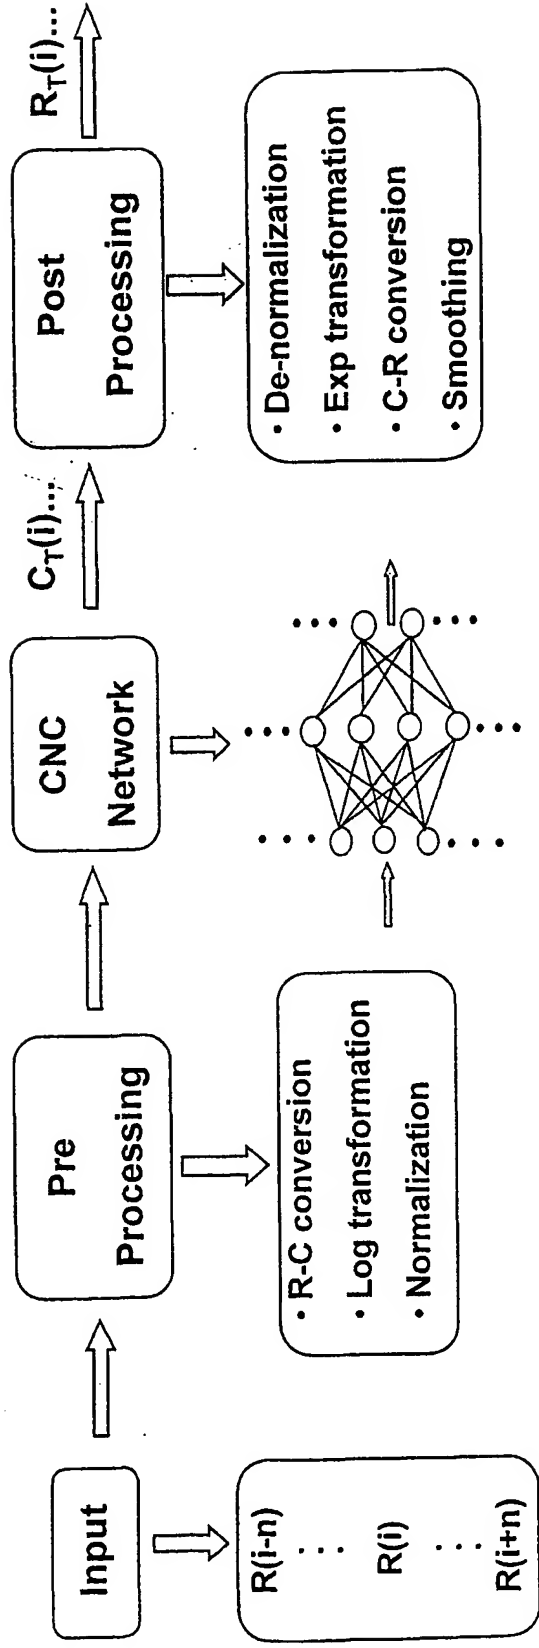 Input
R(i-n)
R(i)
R(i+n)
Pre
Processing
• R-C conversion
• Log transformation
• Normalization
CNC
Network
C_T(i)...
Post
Processing
• De-normalization
• Exp transformation
• C-R conversion
• Smoothing
R_T(i)...